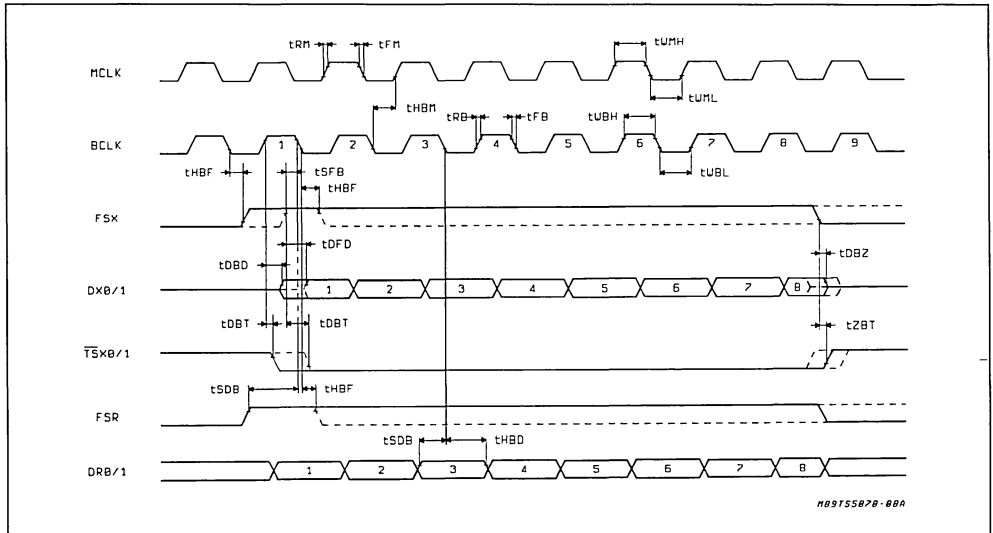 tRM tFM tWMH
MCLK
tWML
tHBM tRB tFB tWBH
BCLK 1 2 3 4 5 6 7 8 9
tHBF tSFB tWBL
tHBF
FSX
tDFD
tDBD tDBZ
DX0/1 1 2 3 4 5 6 7 8
tDBT tDBT tZBT
TSX0/1
tSDB tHBF
FSR
tSDB tHBD
DR0/1 1 2 3 4 5 6 7 8
M89TS5070-08A